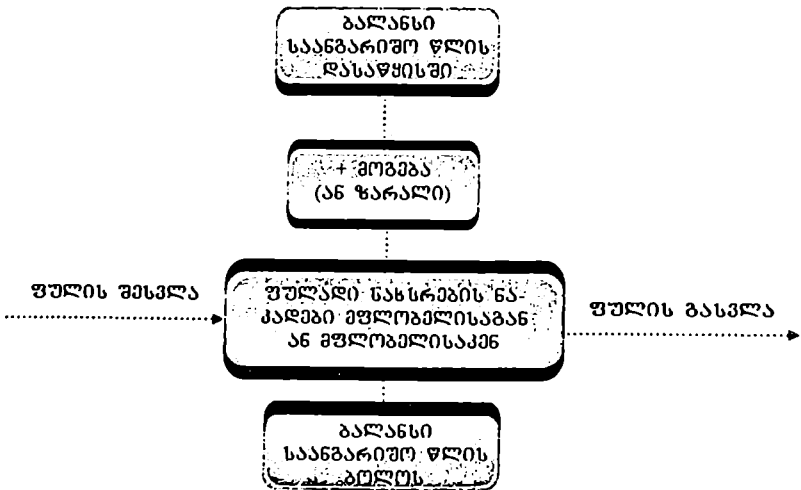 ბალანსი
საანგარიშო წლის
დასაწყისში
+ მოგება
(ან ზარალი)
ფულის შესვლა
ფულადი სახსრების ნა-
კადები მფლობელისაგან
ან მფლობელისაკენ
ფულის გასვლა
ბალანსი
საანგარიშო წლის
ბოლოს